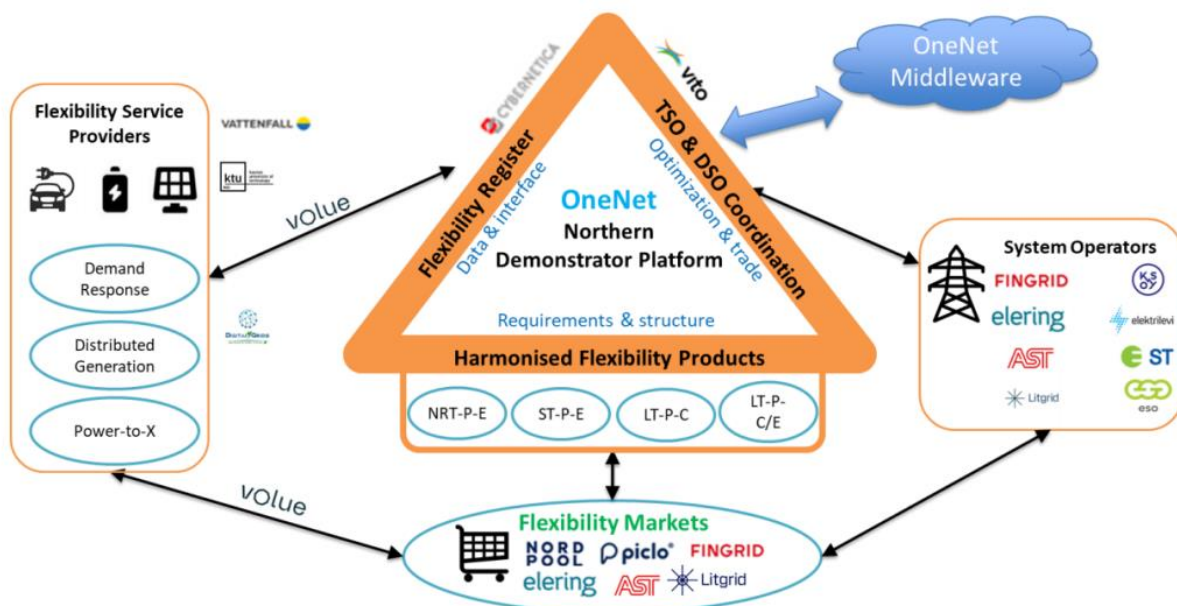 OneNet
Middleware
CYBERNETICA
vito
Flexibility Service
Providers
VATTENFALL
ktu
vOlue
Demand
Response
Distributed
Generation
Power-to-X
Flexibility Register
Data & interface
TSO & DSO Coordination
Optimization & trade
OneNet
Northern
Demonstrator Platform
Requirements & structure
Harmonised Flexibility Products
NRT-P-E
ST-P-E
LT-P-C
LT-P-
C/E
System Operators
FINGRID
KSOY
elering
elektrilevi
AST
ST
Litgrid
eso
vOlue
Flexibility Markets
NORD
POOL
piclo®
FINGRID
elering
AST
Litgrid